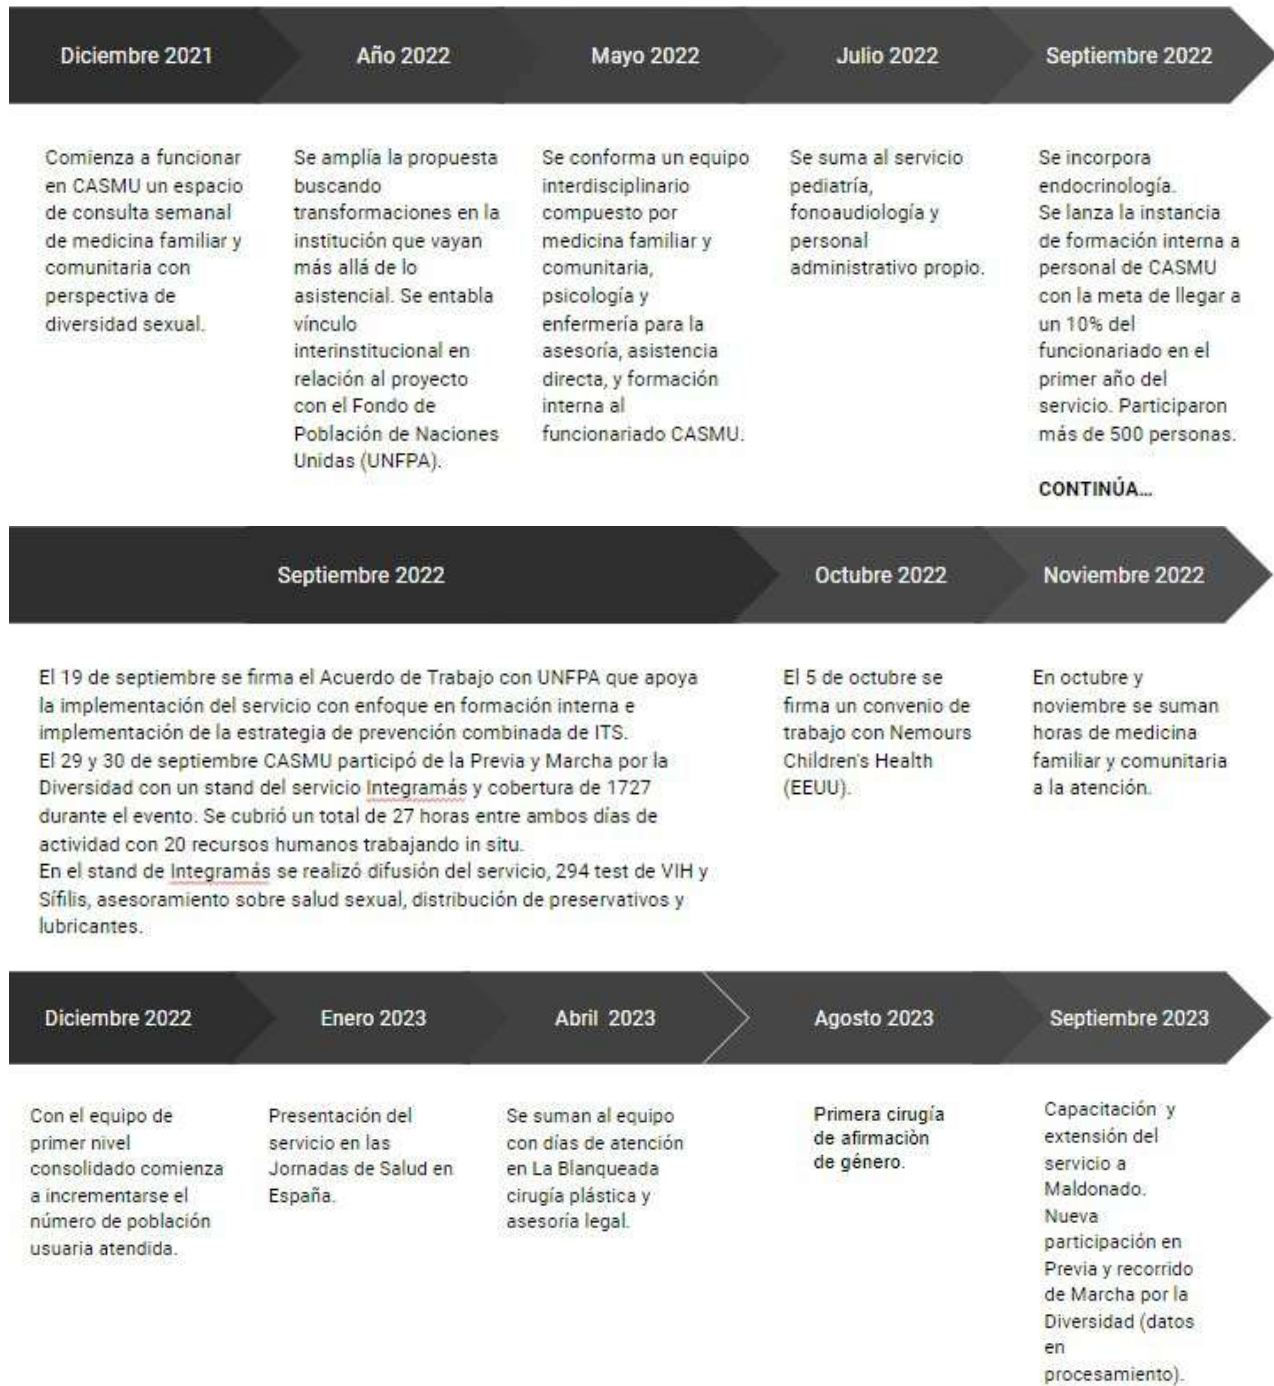 Diciembre 2021
Año 2022
Mayo 2022
Julio 2022
Septiembre 2022
Comienza a funcionar
en CASMU un espacio
de consulta semanal
de medicina familiar y
comunitaria con
perspectiva de
diversidad sexual.
Se amplía la propuesta
buscando
transformaciones en la
institución que vayan
más allá de lo
asistencial. Se entabla
vínculo
interinstitucional en
relación al proyecto
con el Fondo de
Población de Naciones
Unidas (UNFPA).
Se conforma un equipo
interdisciplinario
compuesto por
medicina familiar y
comunitaria,
psicología y
enfermería para la
asesoría, asistencia
directa, y formación
interna al
funcionariado CASMU.
Se suma al servicio
pediatría,
fonoaudiología y
personal
administrativo propio.
Se incorpora
endocrinología.
Se lanza la instancia
de formación interna a
personal de CASMU
con la meta de llegar a
un 10% del
funcionariado en el
primer año del
servicio. Participaron
más de 500 personas.
CONTINÚA...
Septiembre 2022
Octubre 2022
Noviembre 2022
El 19 de septiembre se firma el Acuerdo de Trabajo con UNFPA que apoya
la implementación del servicio con enfoque en formación interna e
implementación de la estrategia de prevención combinada de ITS.
El 29 y 30 de septiembre CASMU participó de la Previa y Marcha por la
Diversidad con un stand del servicio Integramás y cobertura de 1727
durante el evento. Se cubrió un total de 27 horas entre ambos días de
actividad con 20 recursos humanos trabajando in situ.
En el stand de Integramás se realizó difusión del servicio, 294 test de VIH y
Sífilis, asesoramiento sobre salud sexual, distribución de preservativos y
lubricantes.
El 5 de octubre se
firma un convenio de
trabajo con Nemours
Children's Health
(EEUU).
En octubre y
noviembre se suman
horas de medicina
familiar y comunitaria
a la atención.
Diciembre 2022
Enero 2023
Abril 2023
Agosto 2023
Septiembre 2023
Con el equipo de
primer nivel
consolidado comienza
a incrementarse el
número de población
usuaria atendida.
Presentación del
servicio en las
Jornadas de Salud en
España.
Se suman al equipo
con días de atención
en La Blanqueada
cirugía plástica y
asesoría legal.
Primera cirugía
de afirmaciòn
de género.
Capacitación y
extensión del
servicio a
Maldonado.
Nueva
participación en
Previa y recorrido
de Marcha por la
Diversidad (datos
en
procesamiento).